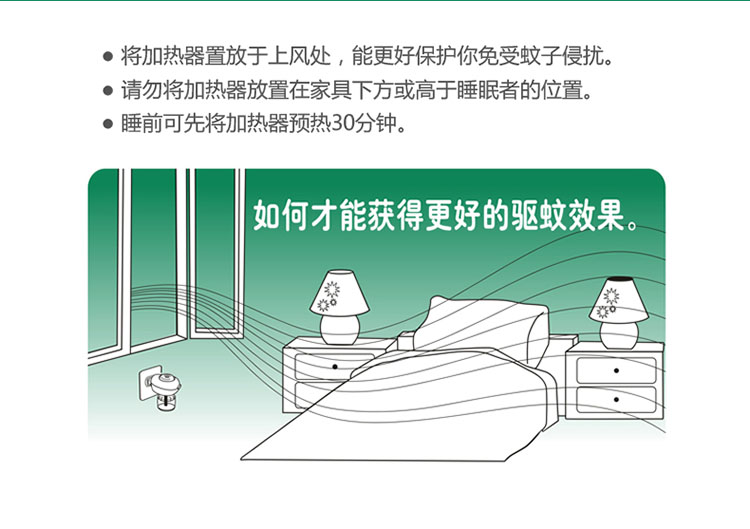 ● 将加热器置放于上风处，能更好保护你免受蚊子侵扰。
● 请勿将加热器放置在家具下方或高于睡眠者的位置。
● 睡前可先将加热器预热30分钟。
如何才能获得更好的驱蚊效果。